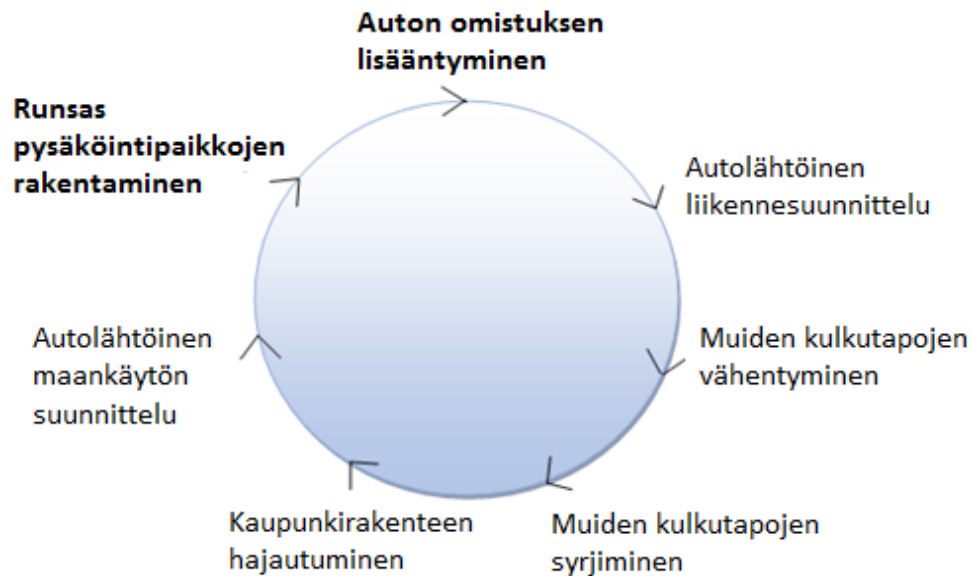 Auton omistuksen
lisääntyminen
Autolähtöinen
liikennesuunnittelu
Muiden kulkutapojen
vähentyminen
Muiden kulkutapojen
syrjiminen
Kaupunkirakenteen
hajautuminen
Autolähtöinen
maankäytön
suunnittelu
Runsas
pysäköintipaikkojen
rakentaminen